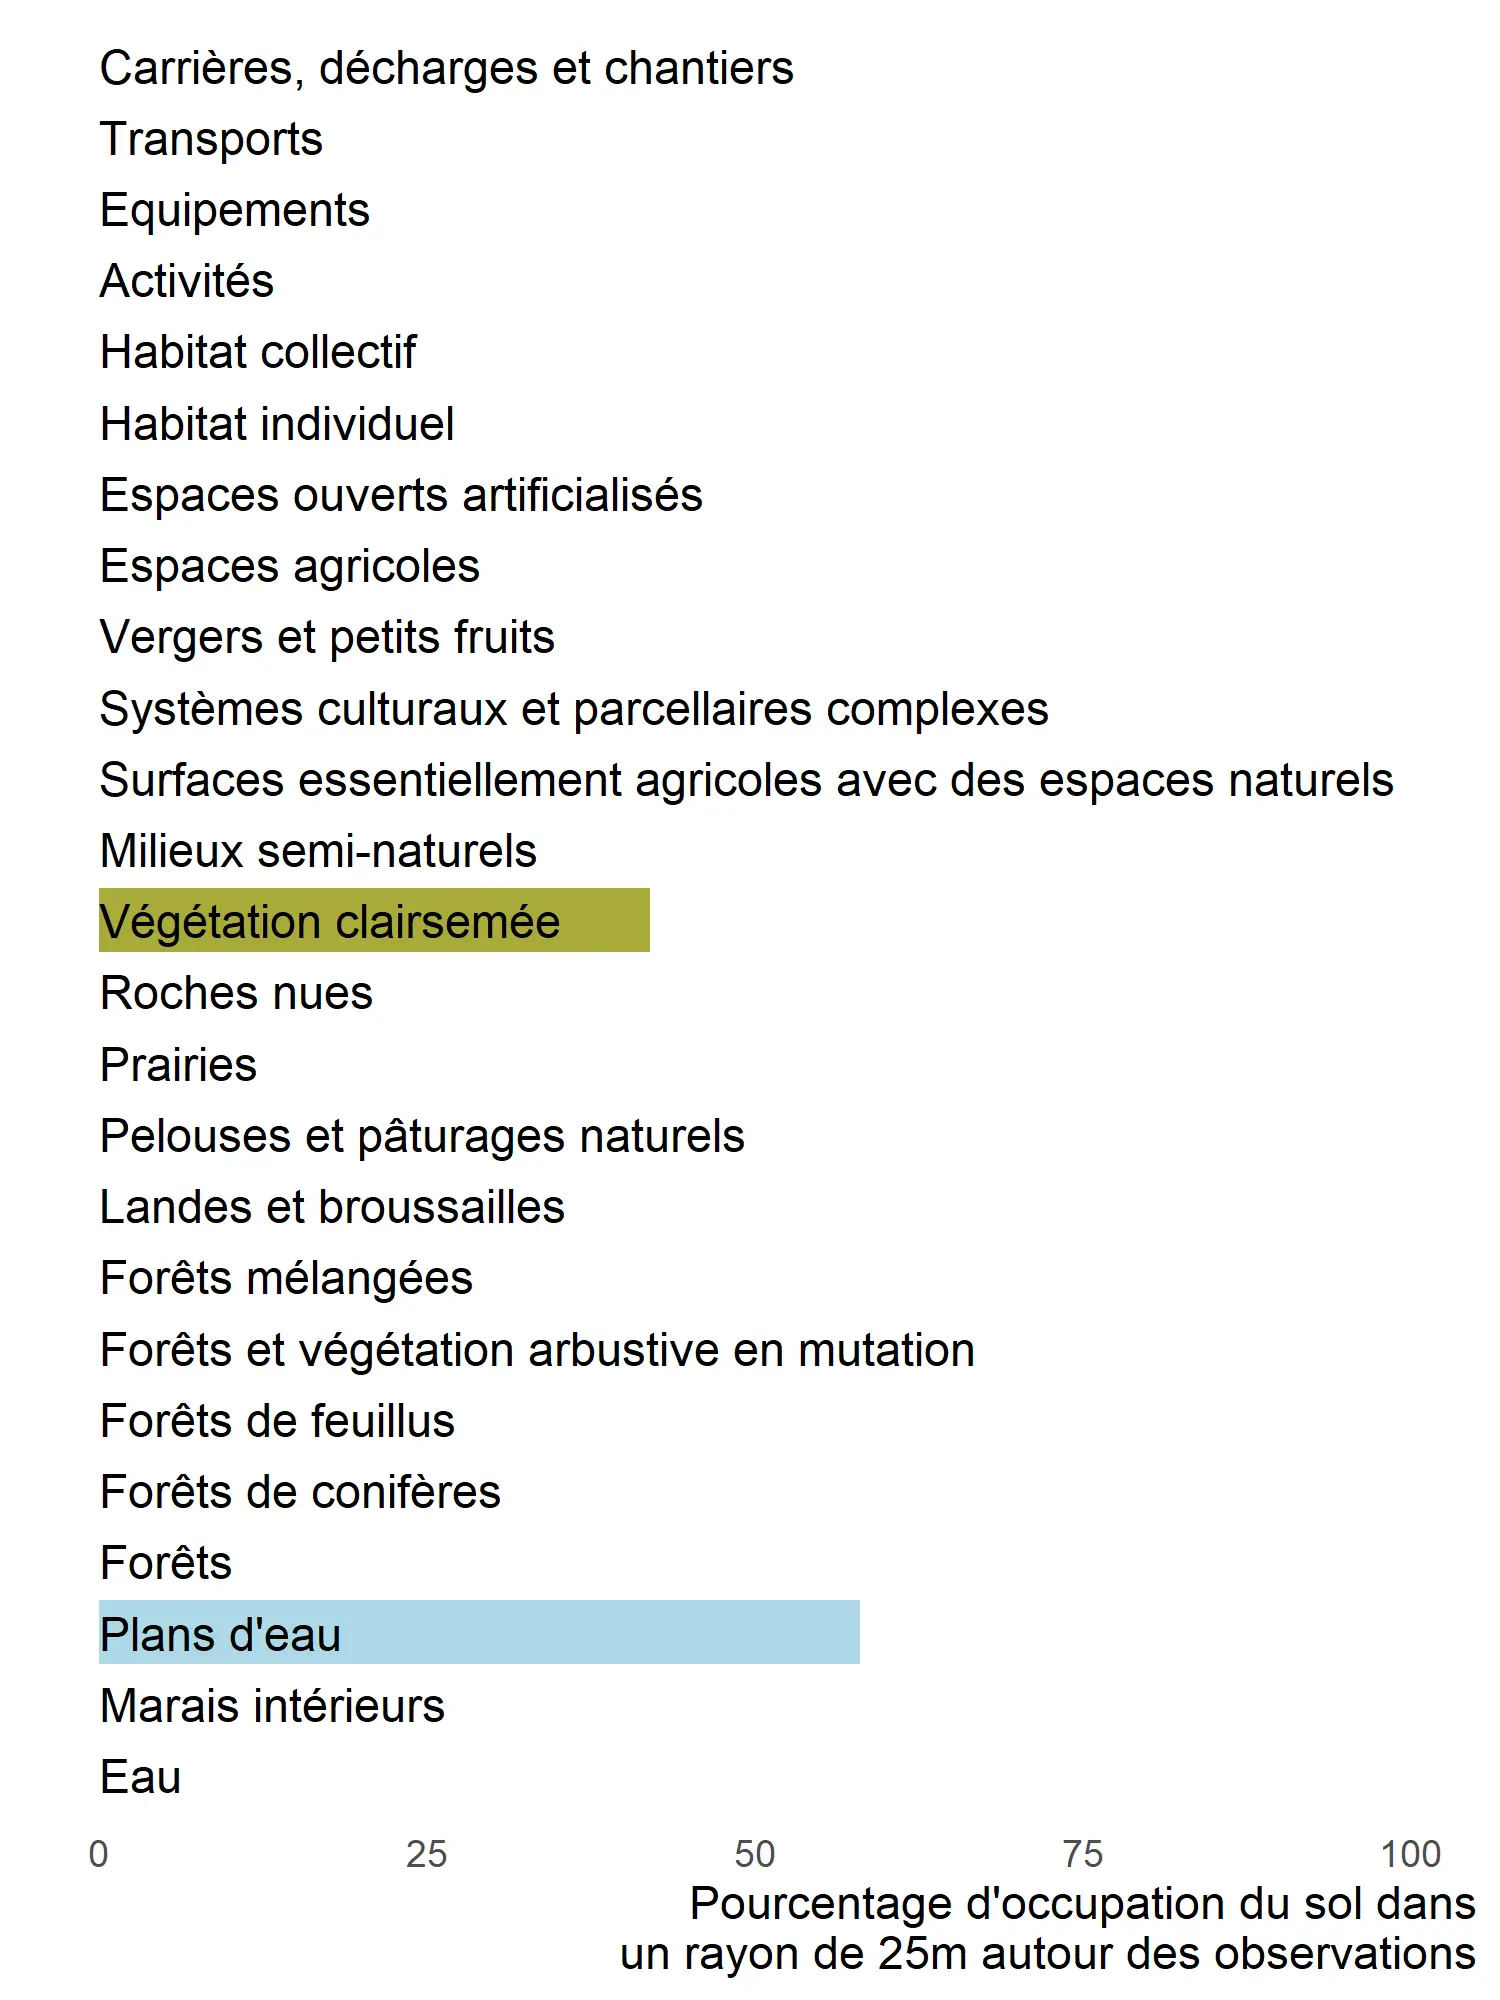 Carrières, décharges et chantiers
Transports
Equipements
Activités
Habitat collectif
Habitat individuel
Espaces ouverts artificialisés
Espaces agricoles
Vergers et petits fruits
Systèmes culturaux et parcellaires complexes
Surfaces essentiellement agricoles avec des espaces naturels
Milieux semi-naturels
Végétation clairsemée
Roches nues
Prairies
Pelouses et pâturages naturels
Landes et broussailles
Forêts mélangées
Forêts et végétation arbustive en mutation
Forêts de feuillus
Forêts de conifères
Forêts
Plans d'eau
Marais intérieurs
Eau
0 25 50 75 100
Pourcentage d'occupation du sol dans
un rayon de 25m autour des observations